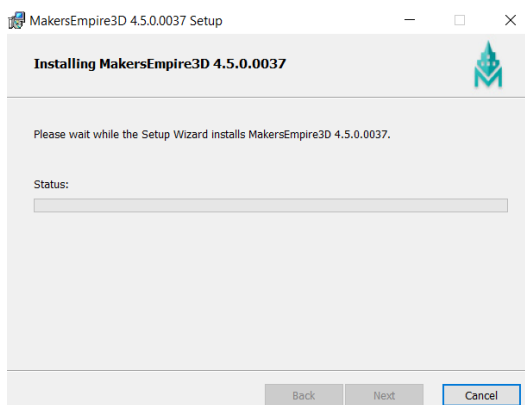 MakersEmpire3D 4.5.0.0037 Setup
Installing MakersEmpire3D 4.5.0.0037
Please wait while the Setup Wizard installs MakersEmpire3D 4.5.0.0037.
Status:
Back Next Cancel